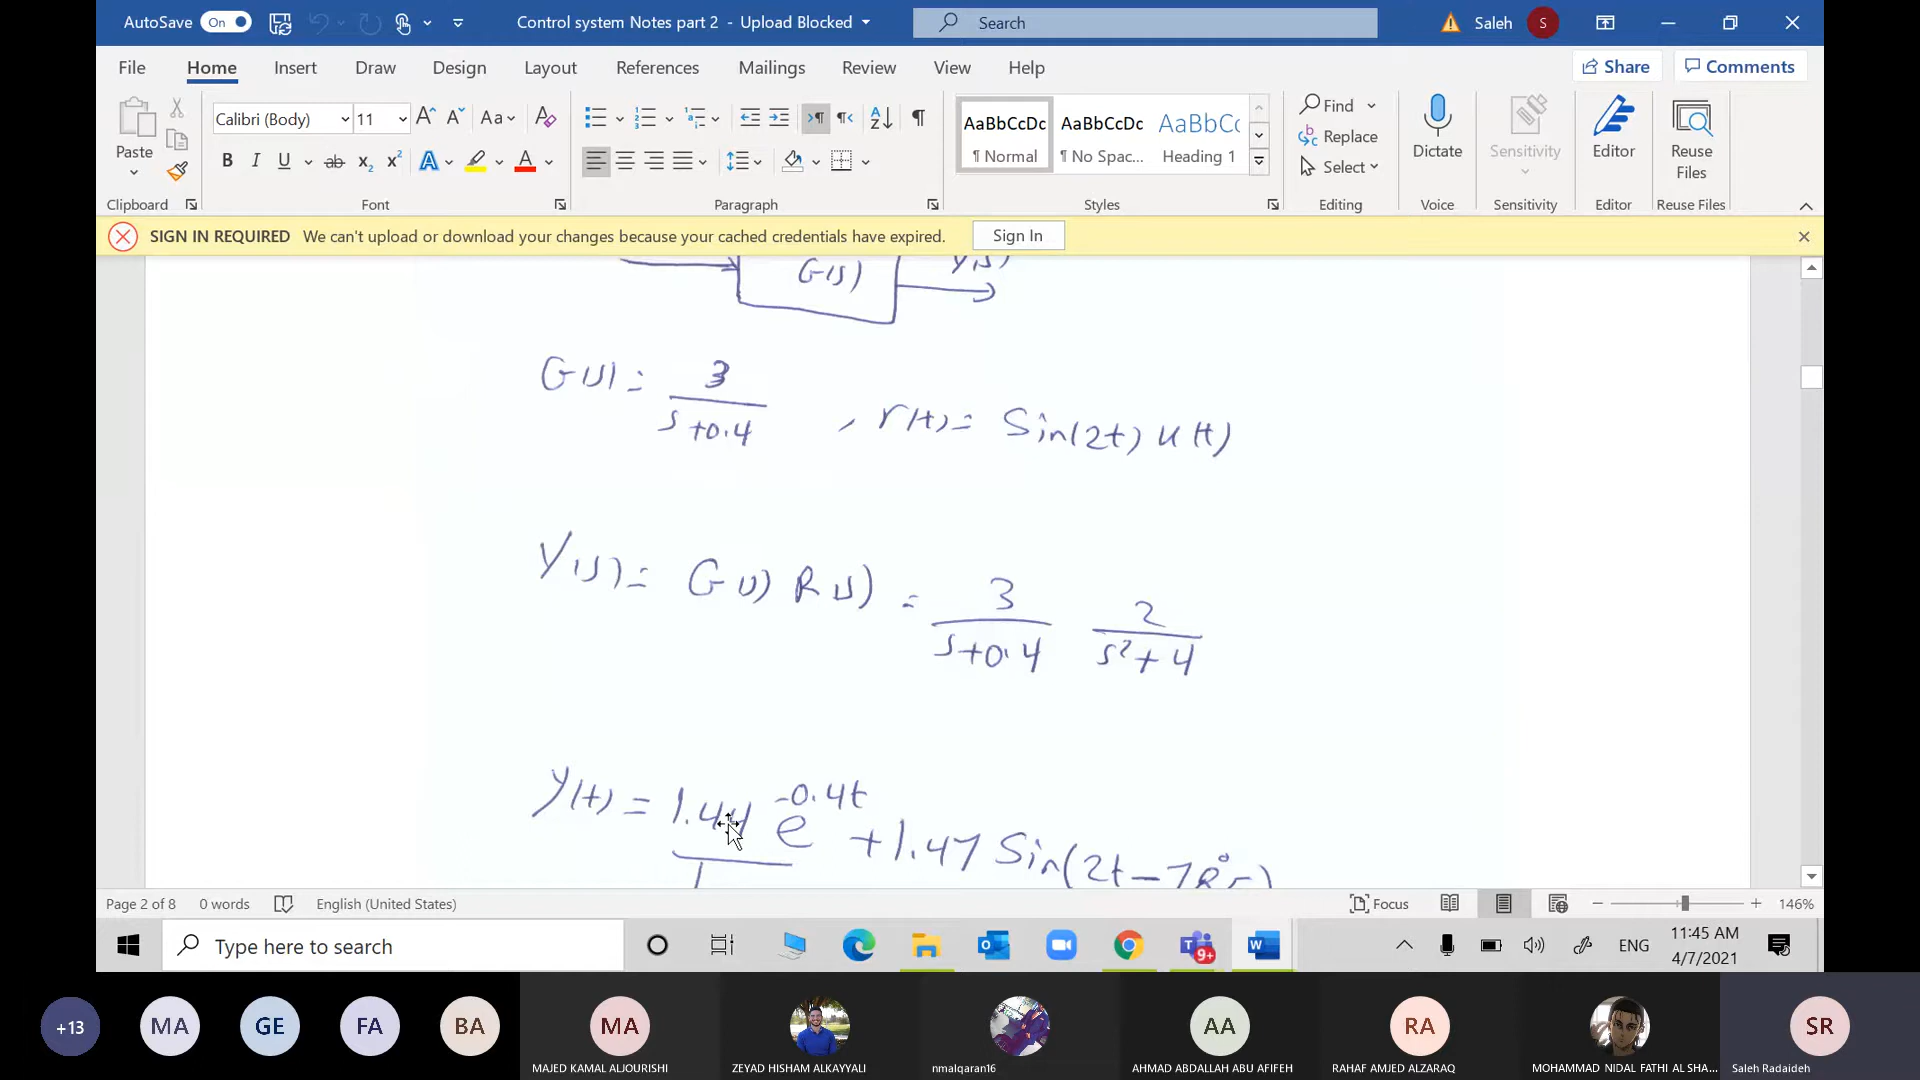 AutoSave On Control system Notes part 2 - Upload Blocked Search Saleh S
File Home Insert Draw Design Layout References Mailings Review View Help Share Comments
Calibri (Body) 11 Aa AaBbCcDc AaBbCcDc AaBbCc Find
Replace
Paste Dictate Sensitivity Editor Reuse Files
B I U ab x₂ x² A A ¶ Normal ¶ No Spac... Heading 1 Select
Clipboard Font Paragraph Styles Editing Voice Sensitivity Editor Reuse Files
SIGN IN REQUIRED We can't upload or download your changes because your cached credentials have expired. Sign In
G(s) Y(s)
G(s) = 3 / (s+0.4) , r(t) = Sin(2t) u(t)
Y(s) = G(s) R(s) = 3 / (s+0.4) 2 / (s²+4)
y(t) = 1.44 e^-0.4t + 1.47 Sin(2t - 78.
Page 2 of 8 0 words English (United States) Focus 146%
Type here to search 9+ ENG 11:45 AM
4/7/2021
+13 MA GE FA BA MA AA RA SR
MAJED KAMAL ALJOURISHI ZEYAD HISHAM ALKAYYALI nmalqaran16 AHMAD ABDALLAH ABU AFIFEH RAHAF AMJED ALZARAQ MOHAMMAD NIDAL FATHI AL SHA... Saleh Radaideh